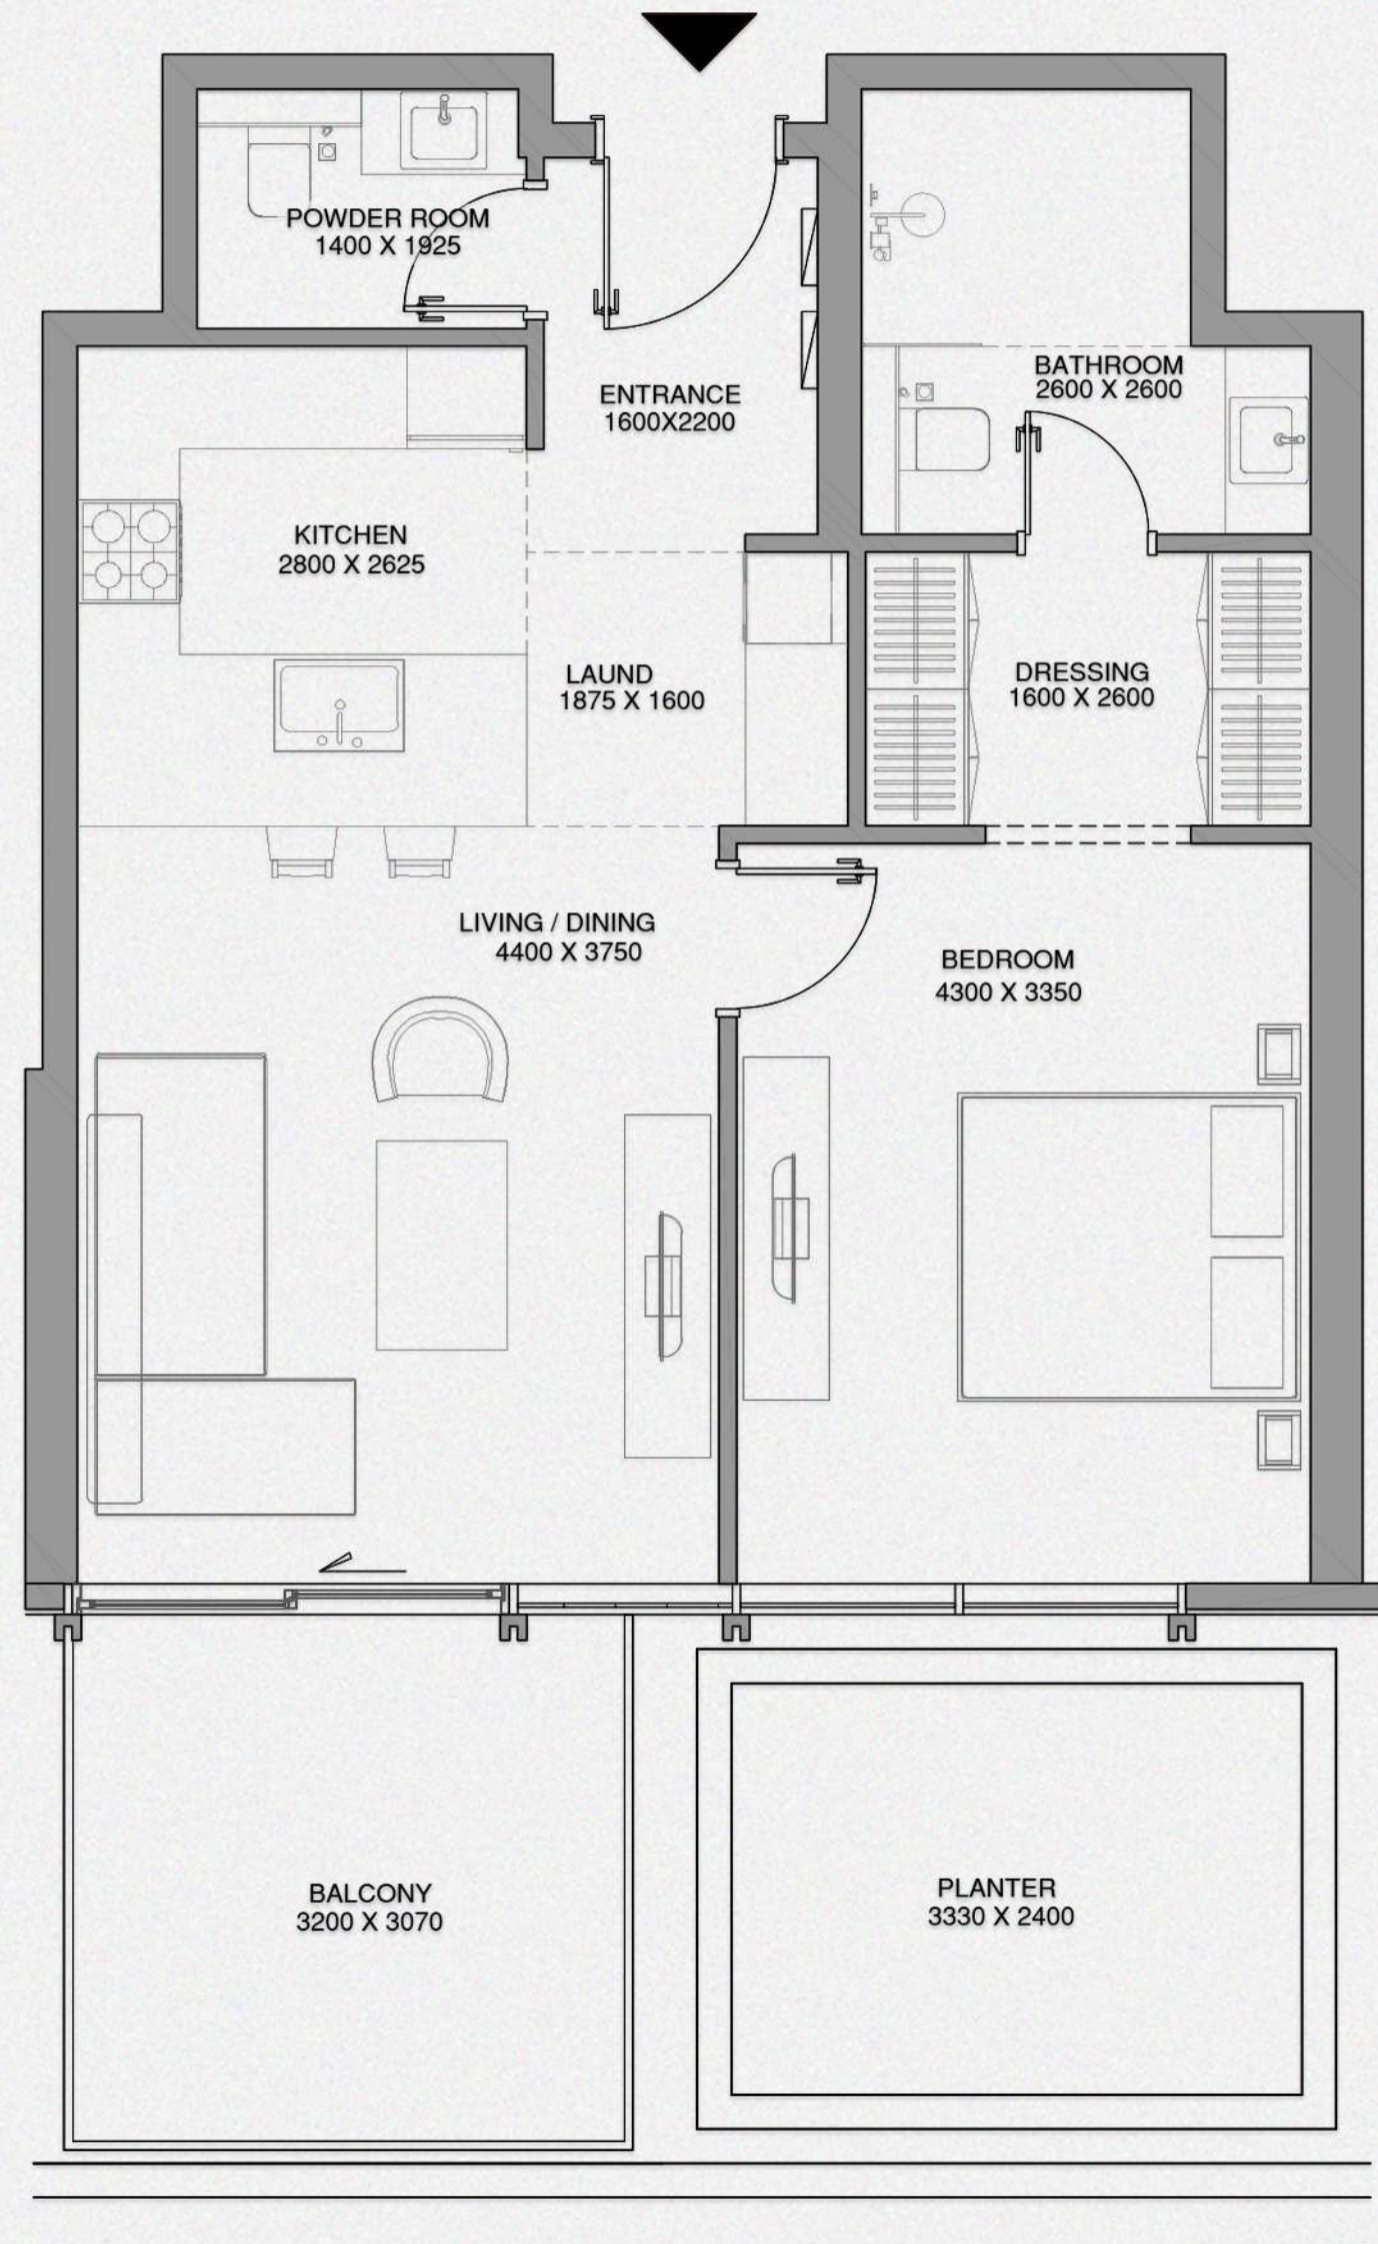 POWDER ROOM
1400 X 1925
ENTRANCE
1600X2200
BATHROOM
2600 X 2600
KITCHEN
2800 X 2625
LAUND
1875 X 1600
DRESSING
1600 X 2600
LIVING / DINING
4400 X 3750
BEDROOM
4300 X 3350
BALCONY
3200 X 3070
PLANTER
3330 X 2400